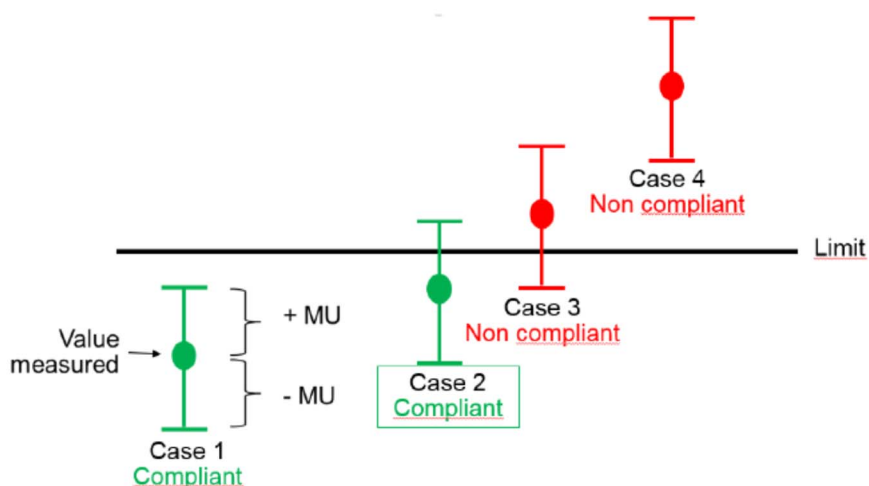 Case 4
Non compliant
Limit
Case 3
Non compliant
+ MU
Value
measured
- MU
Case 2
Compliant
Case 1
Compliant